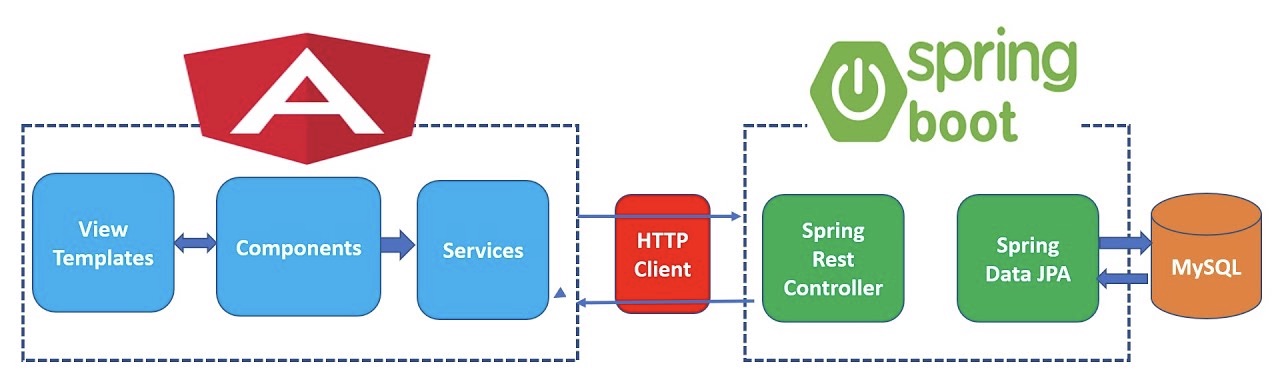 A
spring
boot
View
Templates
Components
Services
HTTP
Client
Spring
Rest
Controller
Spring
Data JPA
MySQL